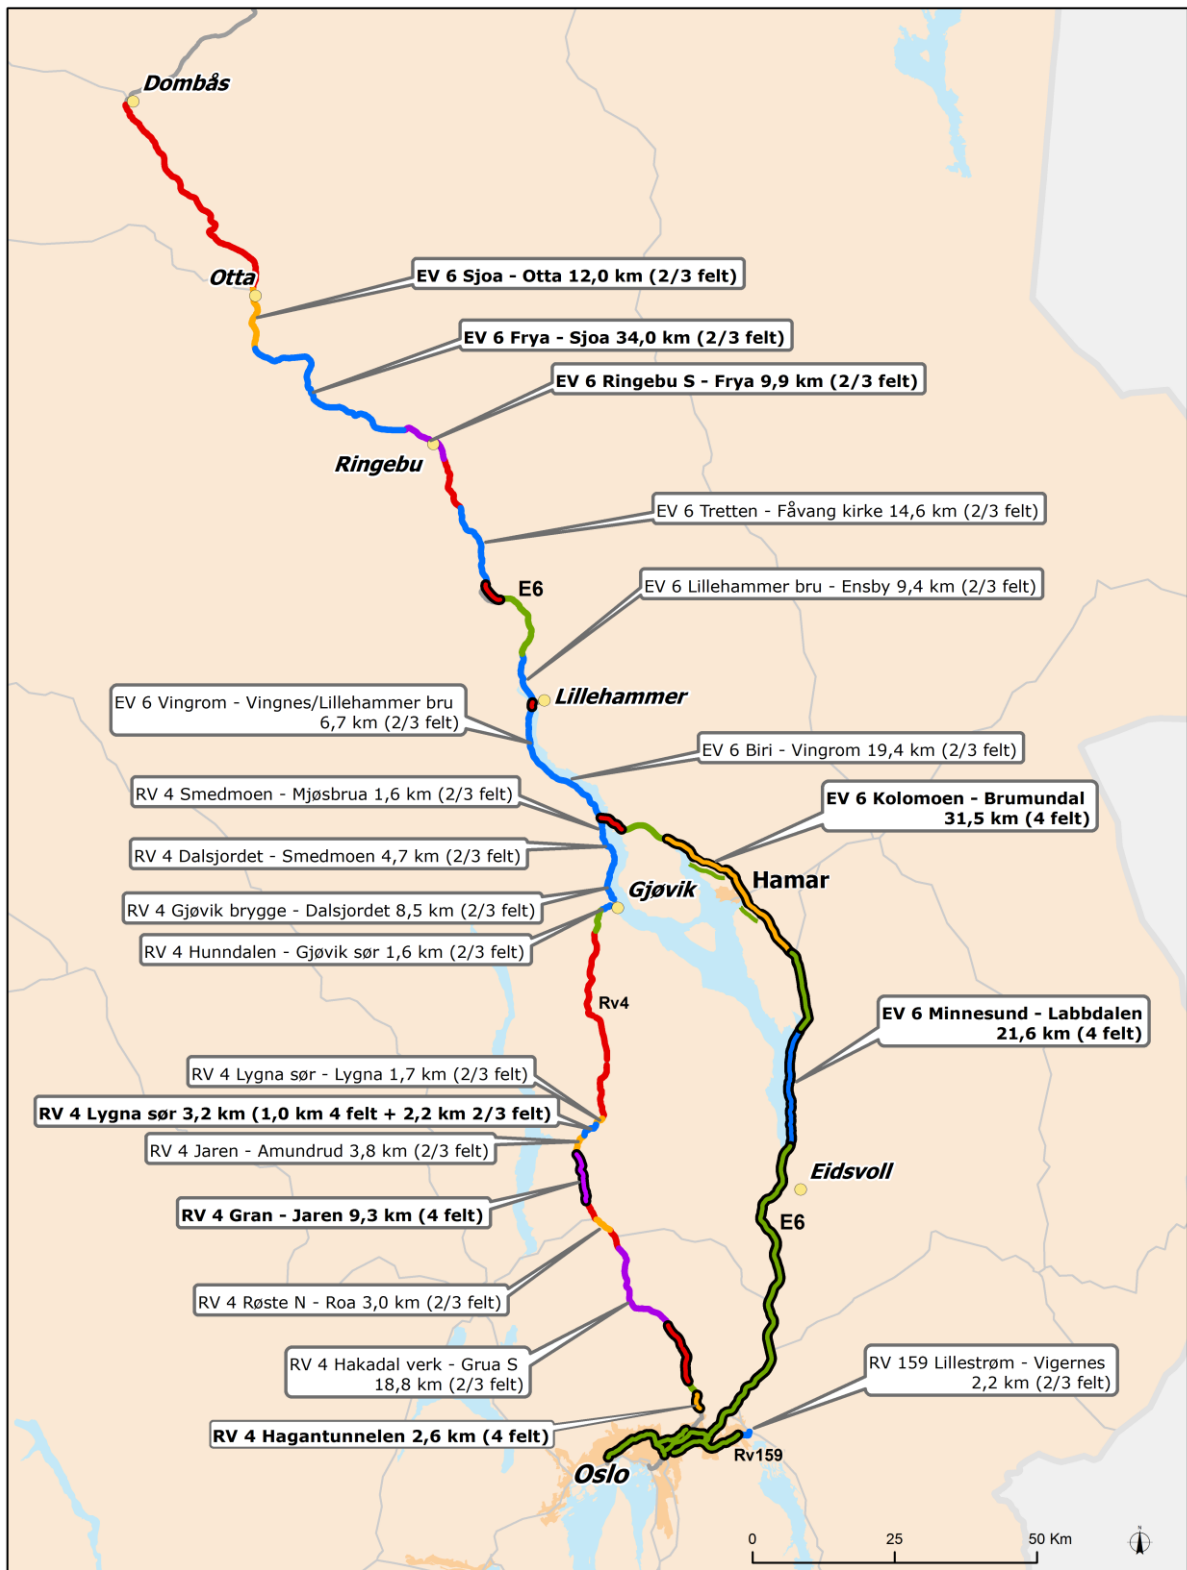 Dombås
Otta
EV 6 Sjoa - Otta 12,0 km (2/3 felt)
EV 6 Frya - Sjoa 34,0 km (2/3 felt)
EV 6 Ringebu S - Frya 9,9 km (2/3 felt)
Ringebu
EV 6 Tretten - Fåvang kirke 14,6 km (2/3 felt)
E6
EV 6 Lillehammer bru - Ensby 9,4 km (2/3 felt)
Lillehammer
EV 6 Vingrom - Vingnes/Lillehammer bru
6,7 km (2/3 felt)
EV 6 Biri - Vingrom 19,4 km (2/3 felt)
RV 4 Smedmoen - Mjøsbrua 1,6 km (2/3 felt)
EV 6 Kolomoen - Brumundal
31,5 km (4 felt)
RV 4 Dalsjordet - Smedmoen 4,7 km (2/3 felt)
Gjøvik
Hamar
RV 4 Gjøvik brygge - Dalsjordet 8,5 km (2/3 felt)
RV 4 Hunndalen - Gjøvik sør 1,6 km (2/3 felt)
Rv4
EV 6 Minnesund - Labbdalen
21,6 km (4 felt)
RV 4 Lygna sør - Lygna 1,7 km (2/3 felt)
RV 4 Lygna sør 3,2 km (1,0 km 4 felt + 2,2 km 2/3 felt)
RV 4 Jaren - Amundrud 3,8 km (2/3 felt)
Eidsvoll
RV 4 Gran - Jaren 9,3 km (4 felt)
E6
RV 4 Røste N - Roa 3,0 km (2/3 felt)
RV 4 Hakadal verk - Grua S
18,8 km (2/3 felt)
RV 159 Lillestrøm - Vigernes
2,2 km (2/3 felt)
RV 4 Hagantunnelen 2,6 km (4 felt)
Rv159
Oslo
0 25 50 Km
N